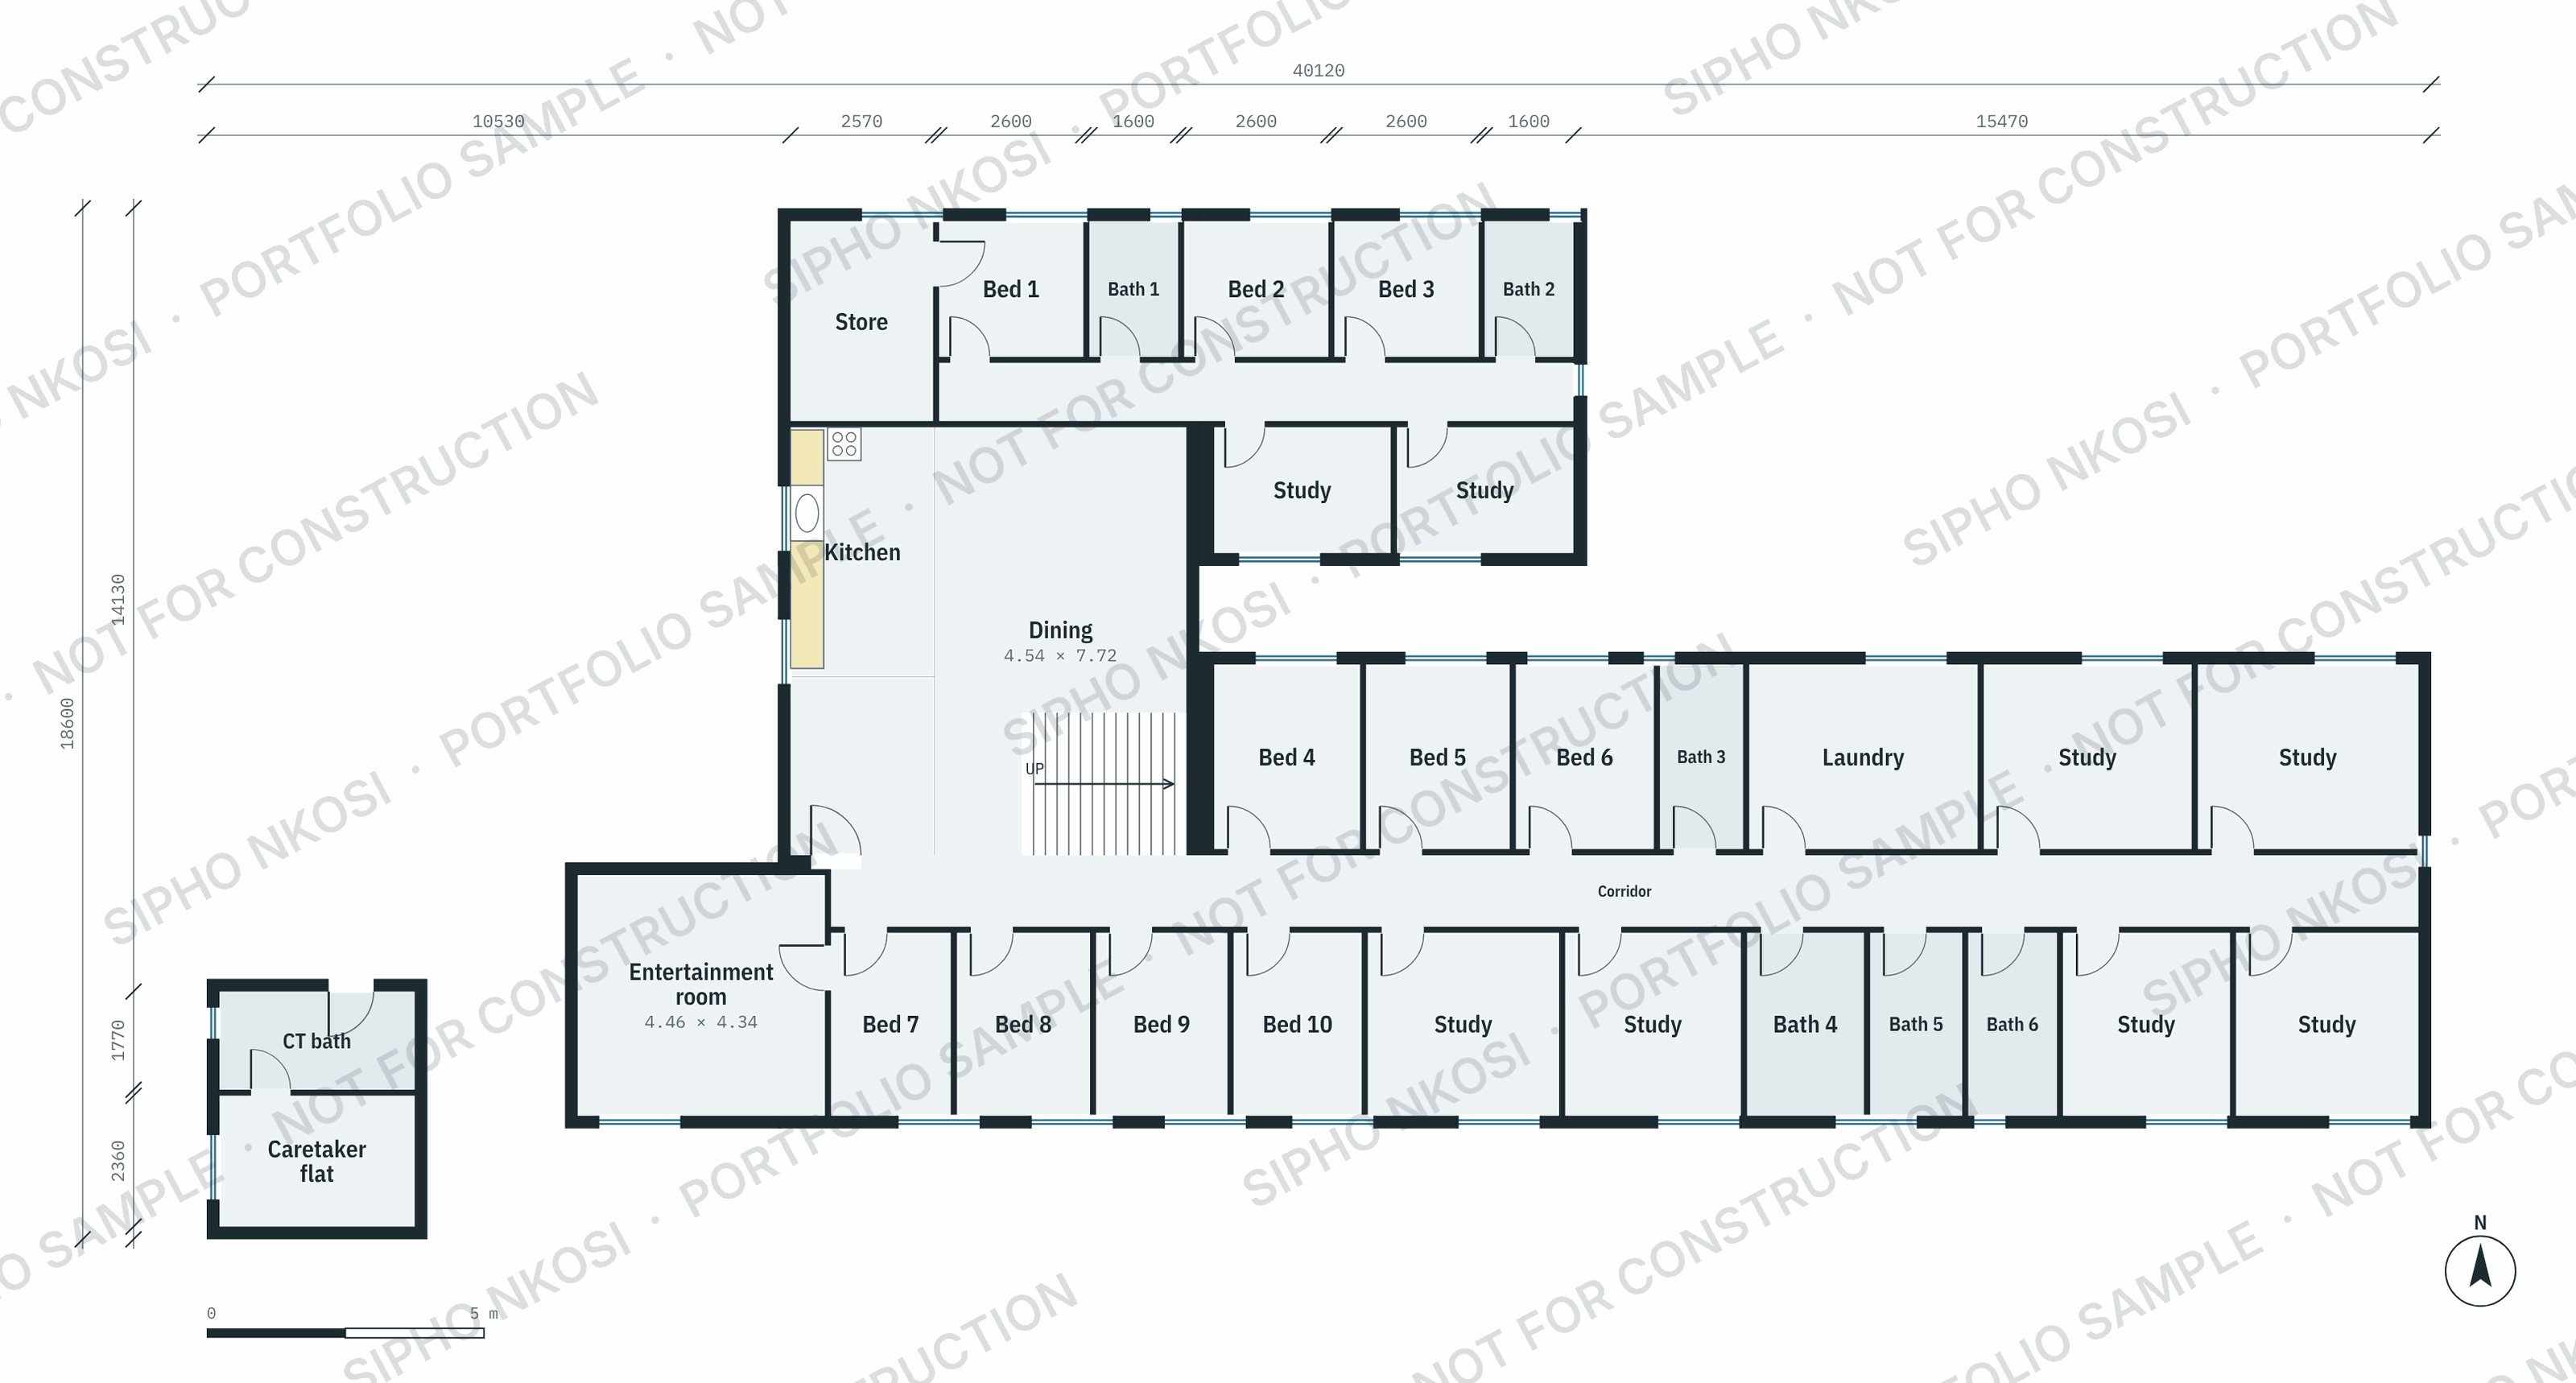 40120
10530 2570 2600 1600 2600 2600 1600 15470
18600
14130
1770
2360
Store
Bed 1
Bath 1
Bed 2
Bed 3
Bath 2
Kitchen
Study
Study
Dining
4.54 × 7.72
UP
Bed 4
Bed 5
Bed 6
Bath 3
Laundry
Study
Study
Corridor
Entertainment
room
4.46 × 4.34
Bed 7
Bed 8
Bed 9
Bed 10
Study
Study
Bath 4
Bath 5
Bath 6
Study
Study
CT bath
Caretaker
flat
0 5 m
N
SIPHO NKOSI · PORTFOLIO SAMPLE · NOT FOR CONSTRUCTION